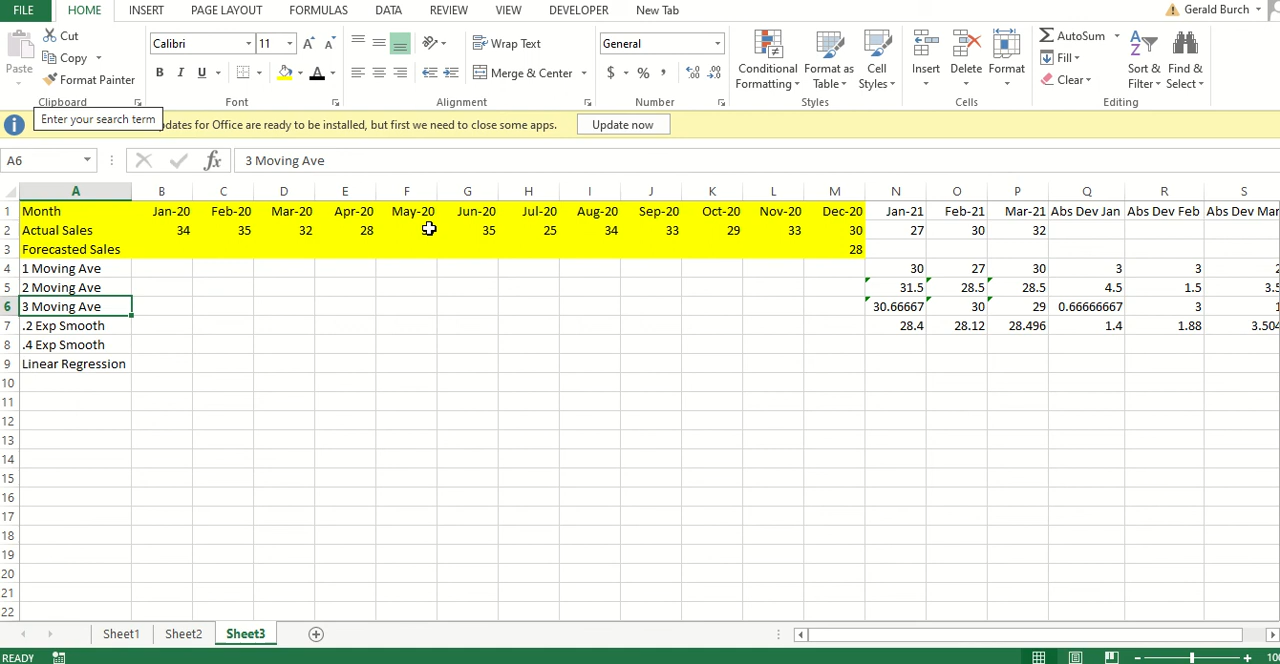 FILE HOME INSERT PAGE LAYOUT FORMULAS DATA REVIEW VIEW DEVELOPER New Tab Gerald Burch
Cut
Copy
Format Painter
Paste
Clipboard
Calibri 11
B I U A
Font
Wrap Text
Merge & Center
Alignment
General
$ % ,
Number
Conditional Formatting
Format as Table
Cell Styles
Styles
Insert Delete Format
Cells
AutoSum
Fill
Clear
Sort & Filter
Find & Select
Editing
Enter your search term
for Office are ready to be installed, but first we need to close some apps. Update now
A6 fx 3 Moving Ave
A B C D E F G H I J K L M N O P Q R S
1 Month Jan-20 Feb-20 Mar-20 Apr-20 May-20 Jun-20 Jul-20 Aug-20 Sep-20 Oct-20 Nov-20 Dec-20 Jan-21 Feb-21 Mar-21 Abs Dev Jan Abs Dev Feb Abs Dev Mar
2 Actual Sales 34 35 32 28 35 25 34 33 29 33 30 27 30 32
3 Forecasted Sales 28
4 1 Moving Ave 30 27 30 3 3
5 2 Moving Ave 31.5 28.5 28.5 4.5 1.5 3.5
6 3 Moving Ave 30.66667 30 29 0.66666667 3
7 .2 Exp Smooth 28.4 28.12 28.496 1.4 1.88 3.504
8 .4 Exp Smooth
9 Linear Regression
10
11
12
13
14
15
16
17
18
19
20
21
22
Sheet1 Sheet2 Sheet3
READY